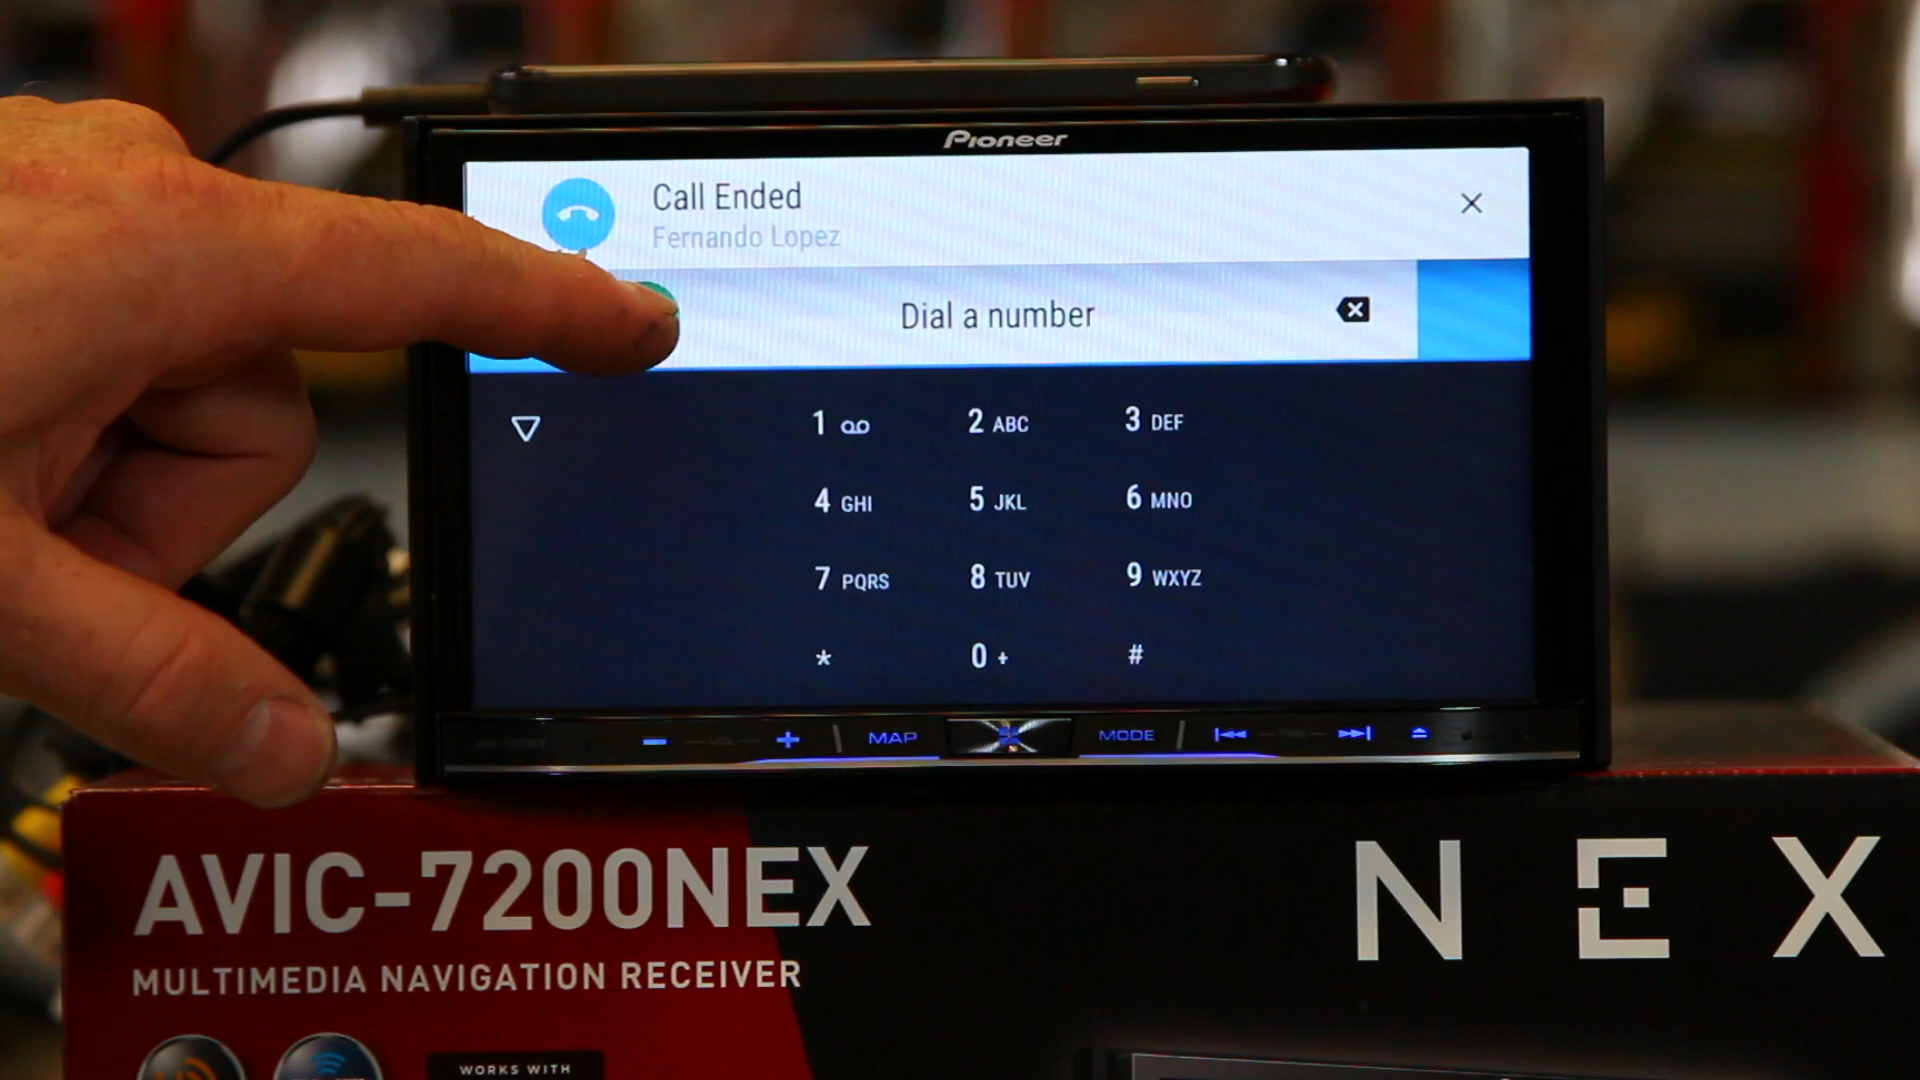 Pioneer
Call Ended
Fernando Lopez
Dial a number
1 2 ABC 3 DEF
4 GHI 5 JKL 6 MNO
7 PQRS 8 TUV 9 WXYZ
* 0 + #
VOL MAP MODE
AVIC-7200NEX
MULTIMEDIA NAVIGATION RECEIVER
NEX
WORKS WITH